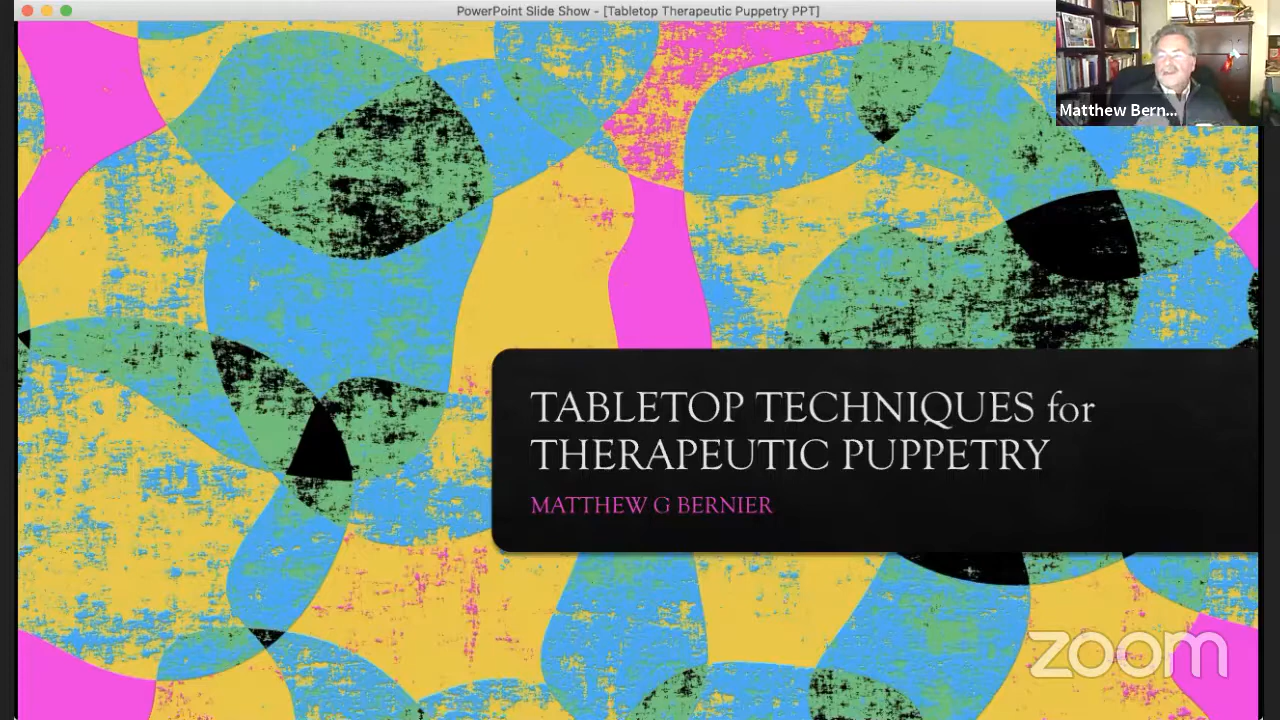 PowerPoint Slide Show - [Tabletop Therapeutic Puppetry PPT]
Matthew Bern...
TABLETOP TECHNIQUES for
THERAPEUTIC PUPPETRY
MATTHEW G BERNIER
zoom